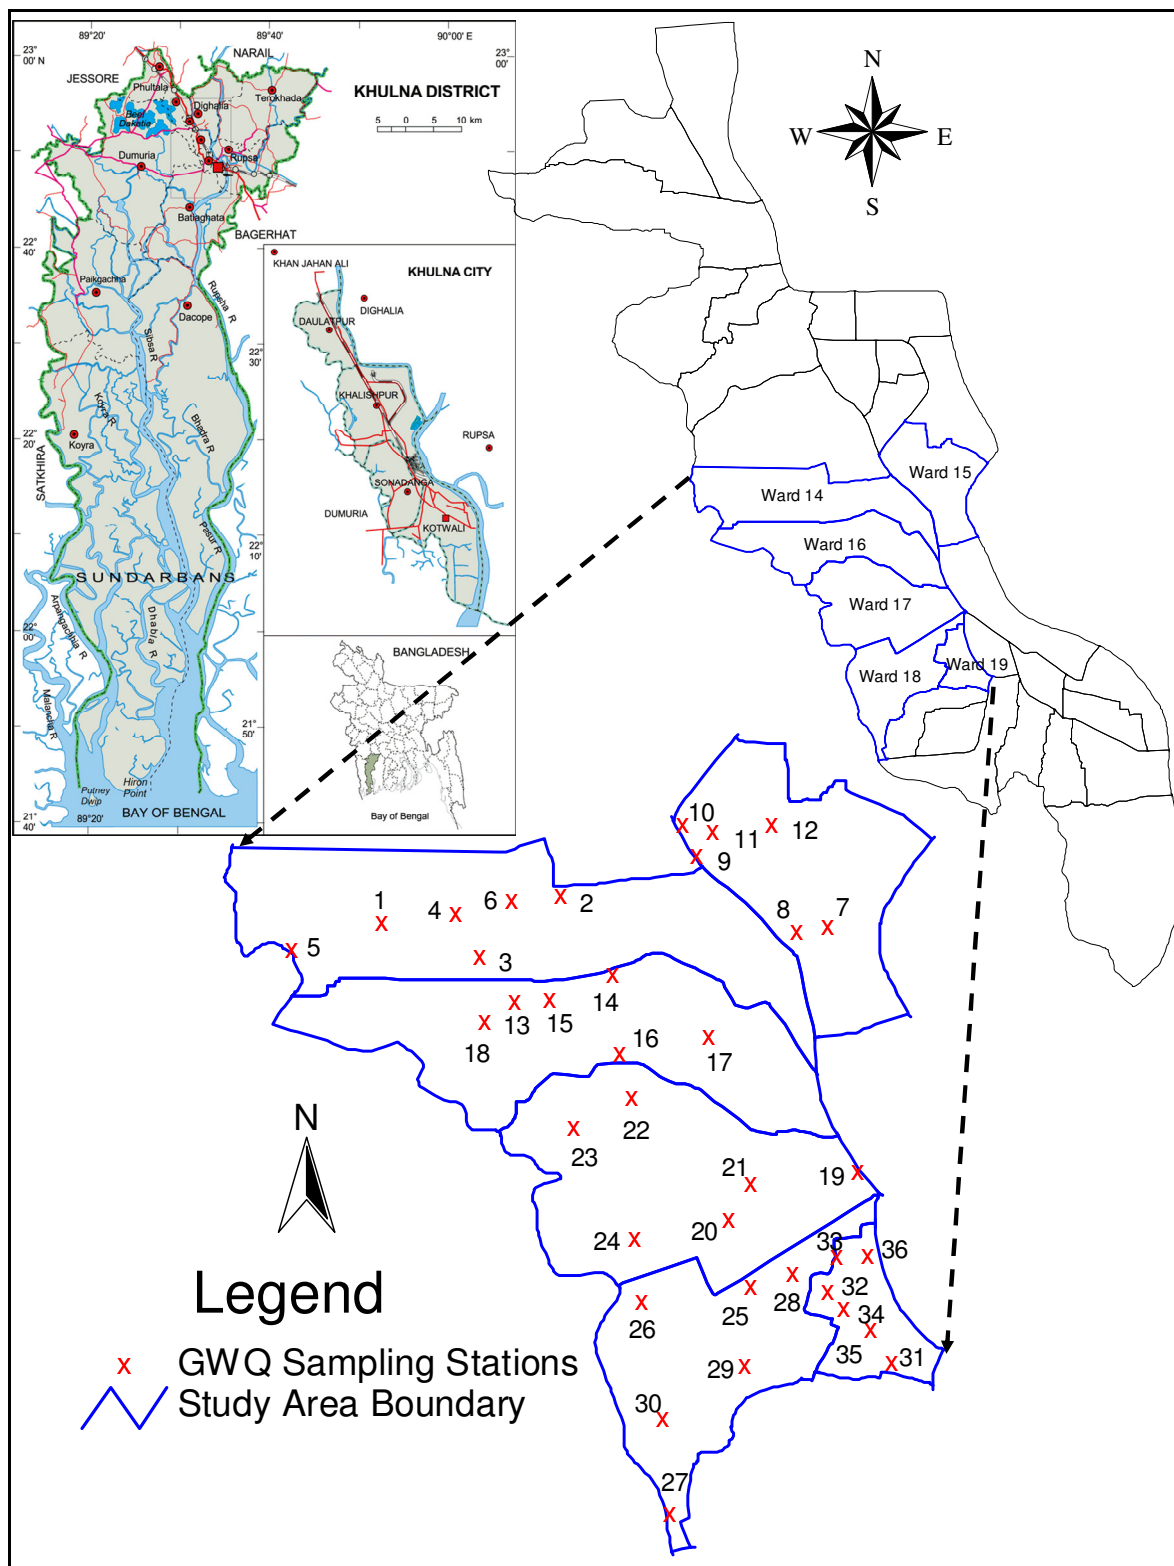 89°20'
89°40'
90°00' E
23°
00' N
23°
00'
NARAIL
JESSORE
Phultala
KHULNA DISTRICT
Dighalia
Terokhada
Beel
Dakatia
5 0 5 10 km
Dumuria
Rupsa
Batiaghata
BAGERHAT
22°
40'
KHAN JAHAN ALI
KHULNA CITY
Paikgachha
Rupsha R
DIGHALIA
Dacope
DAULATPUR
Sibsa R
22°
30'
KHALISHPUR
Koyra R
Bhadra R
22°
20'
Koyra
RUPSA
SATKHIRA
SONADANGA
DUMURIA
KOTWALI
Pasur R
22°
10'
SUNDARBANS
Arpangachhia R
Dhabla R
22°
00'
BANGLADESH
Malancha R
21°
50'
Hiron
Point
Putney
Dwip
BAY OF BENGAL
Bay of Bengal
21°
40'
89°20'
N
W
E
S
Ward 15
Ward 14
Ward 16
Ward 17
Ward 18
Ward 19
10
11
12
9
1
4
6
2
8
7
5
3
14
13
15
18
16
17
22
23
21
19
20
24
33
36
32
28
25
26
34
35
31
29
30
27
N
Legend
X GWQ Sampling Stations
Study Area Boundary